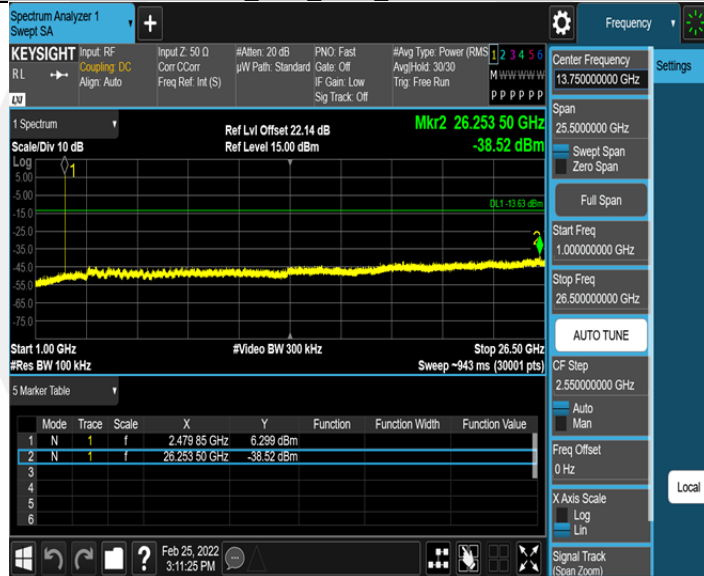 Spectrum Analyzer 1
Swept SA
Frequency
KEYSIGHT
RL
LXI
Input: RF
Coupling: DC
Align: Auto
Input Z: 50 Ω
Corr CCorr
Freq Ref: Int (S)
#Atten: 20 dB
µW Path: Standard
PNO: Fast
Gate: Off
IF Gain: Low
Sig Track: Off
#Avg Type: Power (RMS
Avg|Hold: 30/30
Trig: Free Run
1 2 3 4 5 6
M W W W W W
P P P P P P
1 Spectrum
Scale/Div 10 dB
Ref Lvl Offset 22.14 dB
Ref Level 15.00 dBm
Mkr2 26.253 50 GHz
-38.52 dBm
Log
5.00
-5.00
-15.0
-25.0
-35.0
-45.0
-55.0
-65.0
-75.0
1
2
DL1 -13.63 dBm
Start 1.00 GHz
#Res BW 100 kHz
#Video BW 300 kHz
Stop 26.50 GHz
Sweep ~943 ms (30001 pts)
5 Marker Table
Mode Trace Scale X Y Function Function Width Function Value
1 N 1 f 2.479 85 GHz 6.299 dBm
2 N 1 f 26.253 50 GHz -38.52 dBm
3
4
5
6
Feb 25, 2022
3:11:25 PM
Center Frequency
13.750000000 GHz
Span
25.5000000 GHz
Swept Span
Zero Span
Full Span
Start Freq
1.000000000 GHz
Stop Freq
26.500000000 GHz
AUTO TUNE
CF Step
2.550000000 GHz
Auto
Man
Freq Offset
0 Hz
X Axis Scale
Log
Lin
Signal Track
(Span Zoom)
Settings
Local